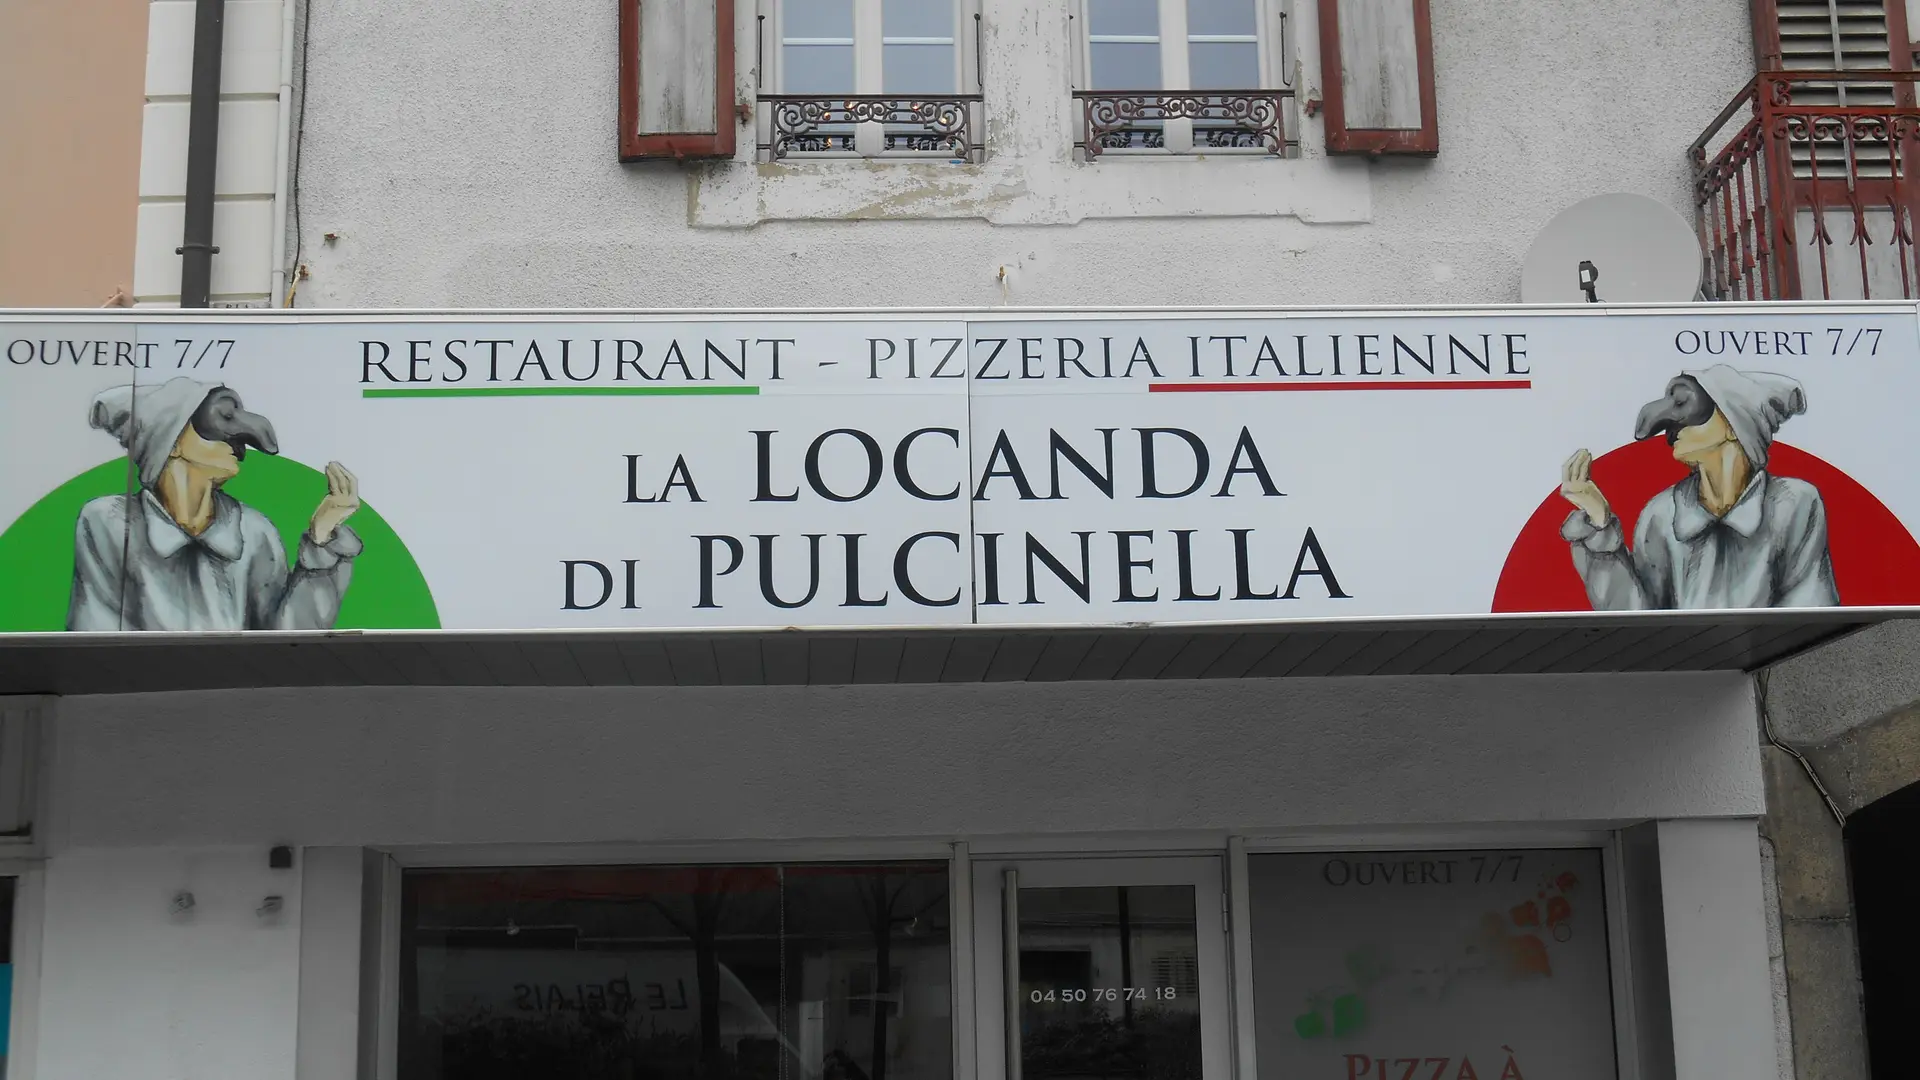 OUVERT 7/7
RESTAURANT - PIZZERIA ITALIENNE
OUVERT 7/7
LA LOCANDA
DI PULCINELLA
OUVERT 7/7
LE RELAIS
04 50 76 74 18
PIZZA À